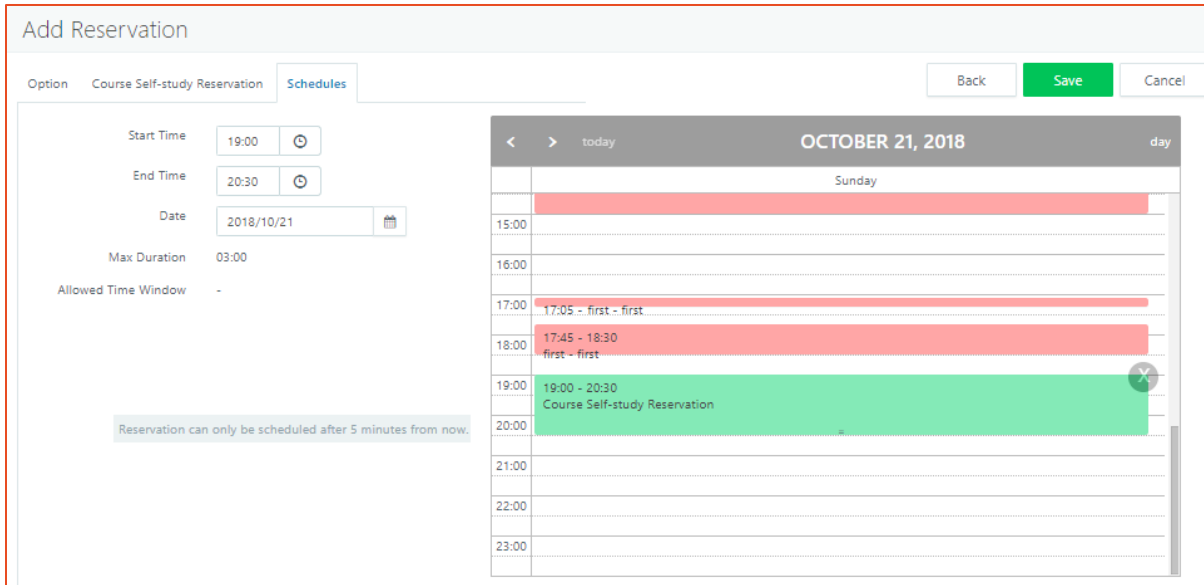 Add Reservation
Option Course Self-study Reservation Schedules
Back Save Cancel
Start Time 19:00
End Time 20:30
Date 2018/10/21
Max Duration 03:00
Allowed Time Window -
Reservation can only be scheduled after 5 minutes from now.
< > today OCTOBER 21, 2018 day
Sunday
15:00
16:00
17:00
17:05 - first - first
17:45 - 18:30
18:00
first - first
X
19:00
19:00 - 20:30
Course Self-study Reservation
20:00
=
21:00
22:00
23:00